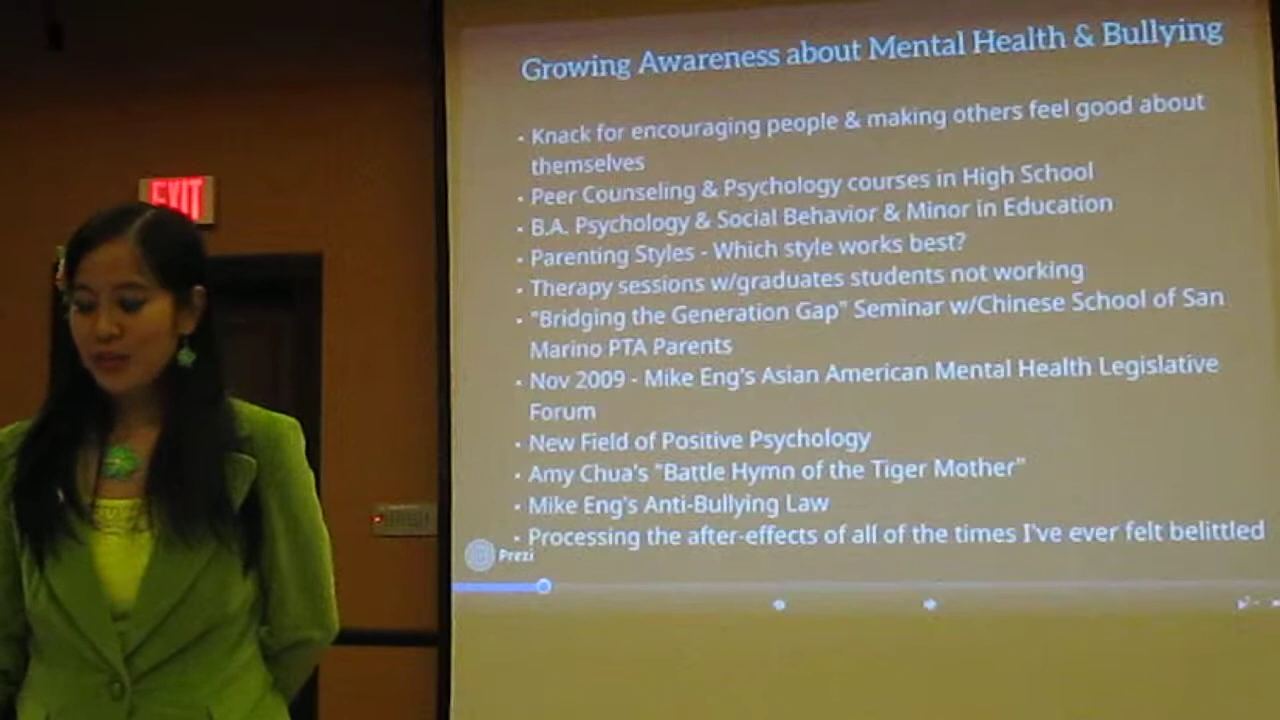 EXIT
Growing Awareness about Mental Health & Bullying
· Knack for encouraging people & making others feel good about
themselves
· Peer Counseling & Psychology courses in High School
· B.A. Psychology & Social Behavior & Minor in Education
· Parenting Styles - Which style works best?
· Therapy sessions w/graduates students not working
· "Bridging the Generation Gap" Seminar w/Chinese School of San
Marino PTA Parents
· Nov 2009 - Mike Eng's Asian American Mental Health Legislative
Forum
· New Field of Positive Psychology
· Amy Chua's "Battle Hymn of the Tiger Mother"
· Mike Eng's Anti-Bullying Law
· Processing the after-effects of all of the times I've ever felt belittled
Prezi